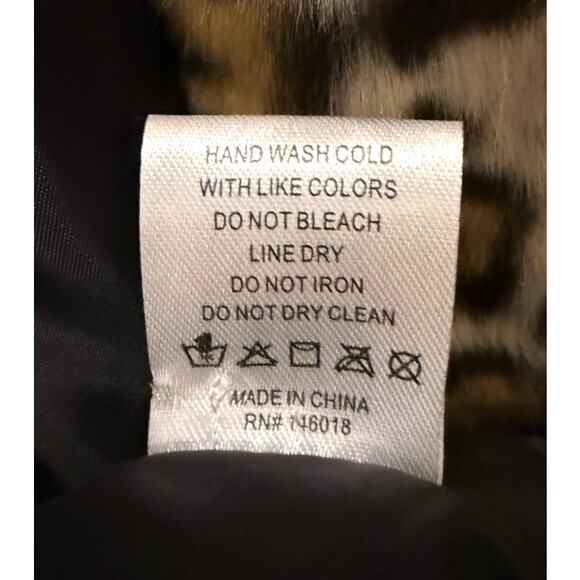 HAND WASH COLD
WITH LIKE COLORS
DO NOT BLEACH
LINE DRY
DO NOT IRON
DO NOT DRY CLEAN
MADE IN CHINA
RN# 146018